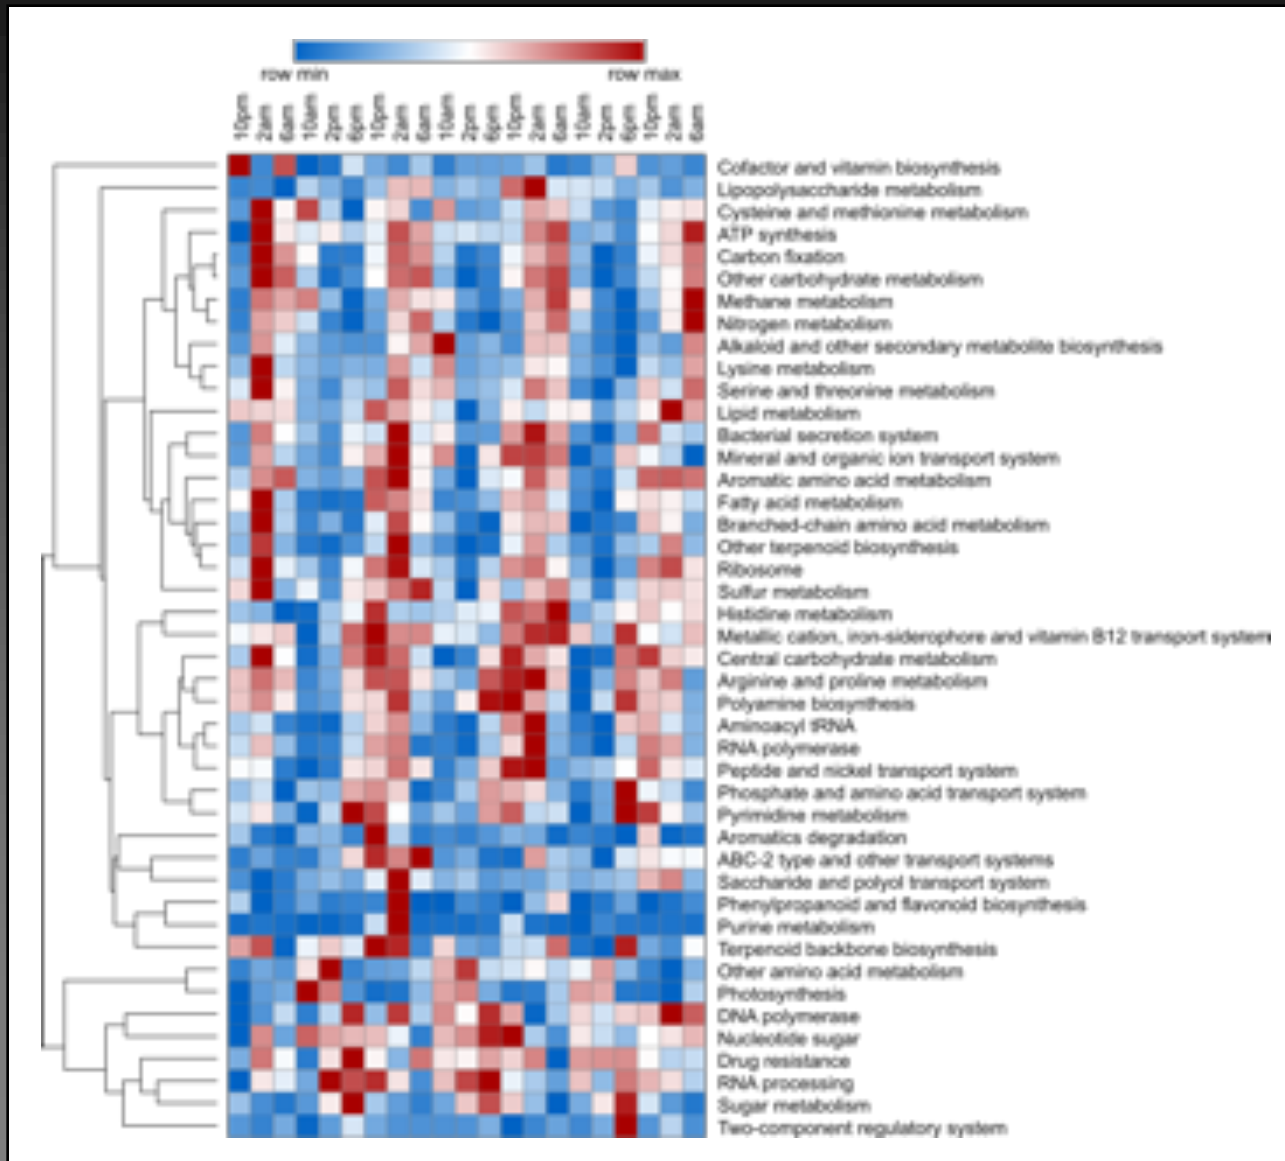 row min row max
10pm 2am 6am 10am 2pm 6pm 10pm 2am 6am 10am 2pm 6pm 10pm 2am 6am 10am 2pm 6pm 10pm 2am 6am
Cofactor and vitamin biosynthesis
Lipopolysaccharide metabolism
Cysteine and methionine metabolism
ATP synthesis
Carbon fixation
Other carbohydrate metabolism
Methane metabolism
Nitrogen metabolism
Alkaloid and other secondary metabolite biosynthesis
Lysine metabolism
Serine and threonine metabolism
Lipid metabolism
Bacterial secretion system
Mineral and organic ion transport system
Aromatic amino acid metabolism
Fatty acid metabolism
Branched-chain amino acid metabolism
Other terpenoid biosynthesis
Ribosome
Sulfur metabolism
Histidine metabolism
Metallic cation, iron-siderophore and vitamin B12 transport system
Central carbohydrate metabolism
Arginine and proline metabolism
Polyamine biosynthesis
Aminoacyl tRNA
RNA polymerase
Peptide and nickel transport system
Phosphate and amino acid transport system
Pyrimidine metabolism
Aromatics degradation
ABC-2 type and other transport systems
Saccharide and polyol transport system
Phenylpropanoid and flavonoid biosynthesis
Purine metabolism
Terpenoid backbone biosynthesis
Other amino acid metabolism
Photosynthesis
DNA polymerase
Nucleotide sugar
Drug resistance
RNA processing
Sugar metabolism
Two-component regulatory system